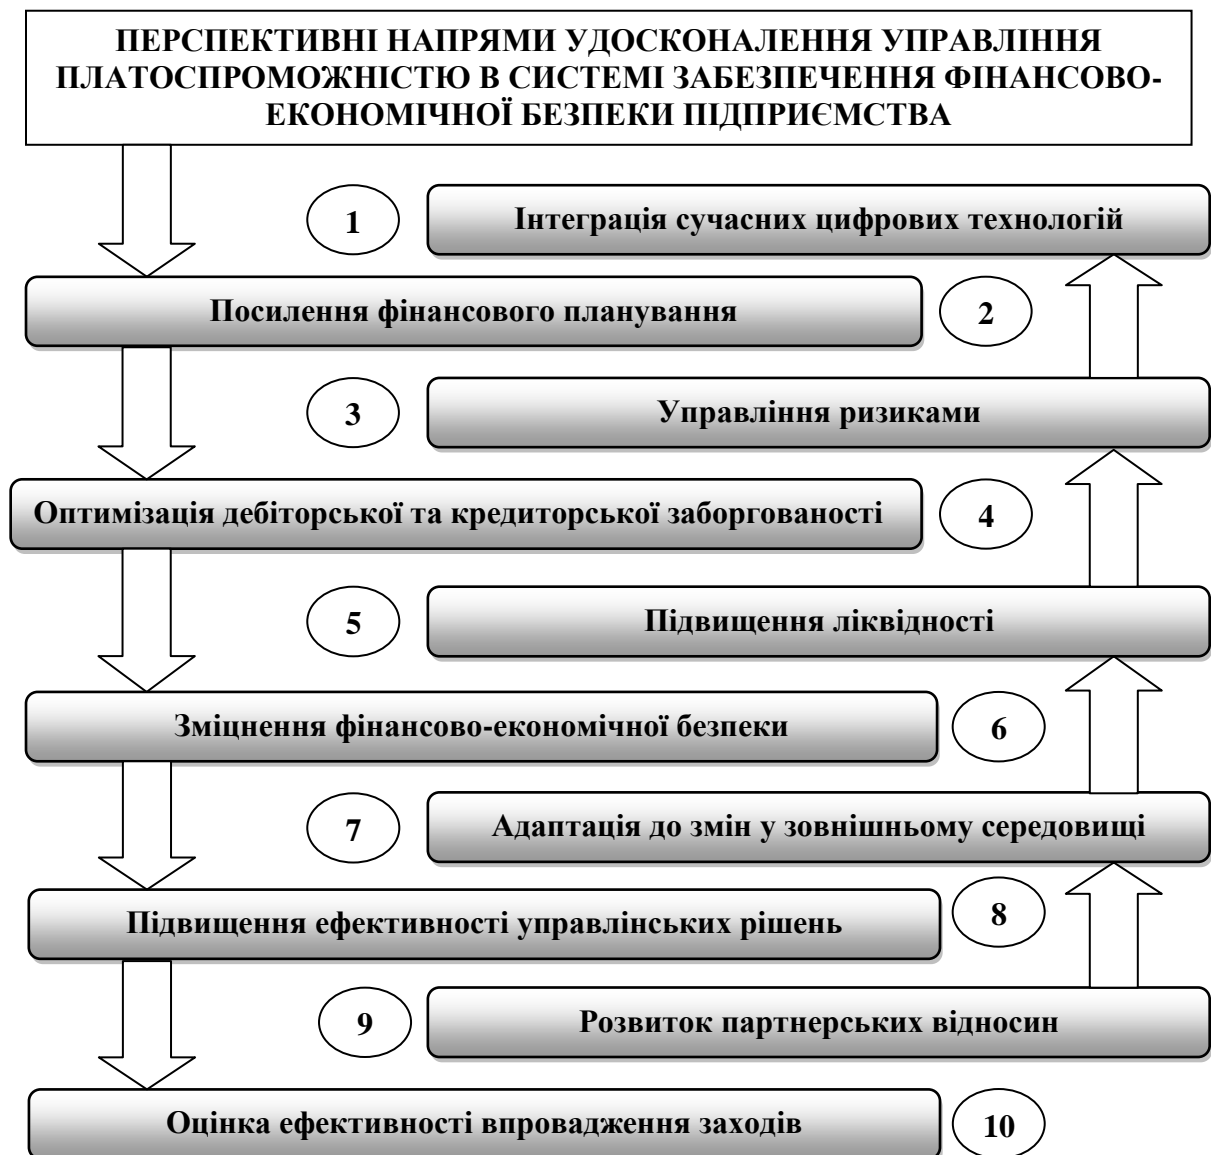 ПЕРСПЕКТИВНІ НАПРЯМИ УДОСКОНАЛЕННЯ УПРАВЛІННЯ
ПЛАТОСПРОМОЖНІСТЮ В СИСТЕМІ ЗАБЕЗПЕЧЕННЯ ФІНАНСОВО-
ЕКОНОМІЧНОЇ БЕЗПЕКИ ПІДПРИЄМСТВА
1
Інтеграція сучасних цифрових технологій
Посилення фінансового планування
2
3
Управління ризиками
Оптимізація дебіторської та кредиторської заборгованості
4
5
Підвищення ліквідності
Зміцнення фінансово-економічної безпеки
6
7
Адаптація до змін у зовнішньому середовищі
Підвищення ефективності управлінських рішень
8
9
Розвиток партнерських відносин
Оцінка ефективності впровадження заходів
10